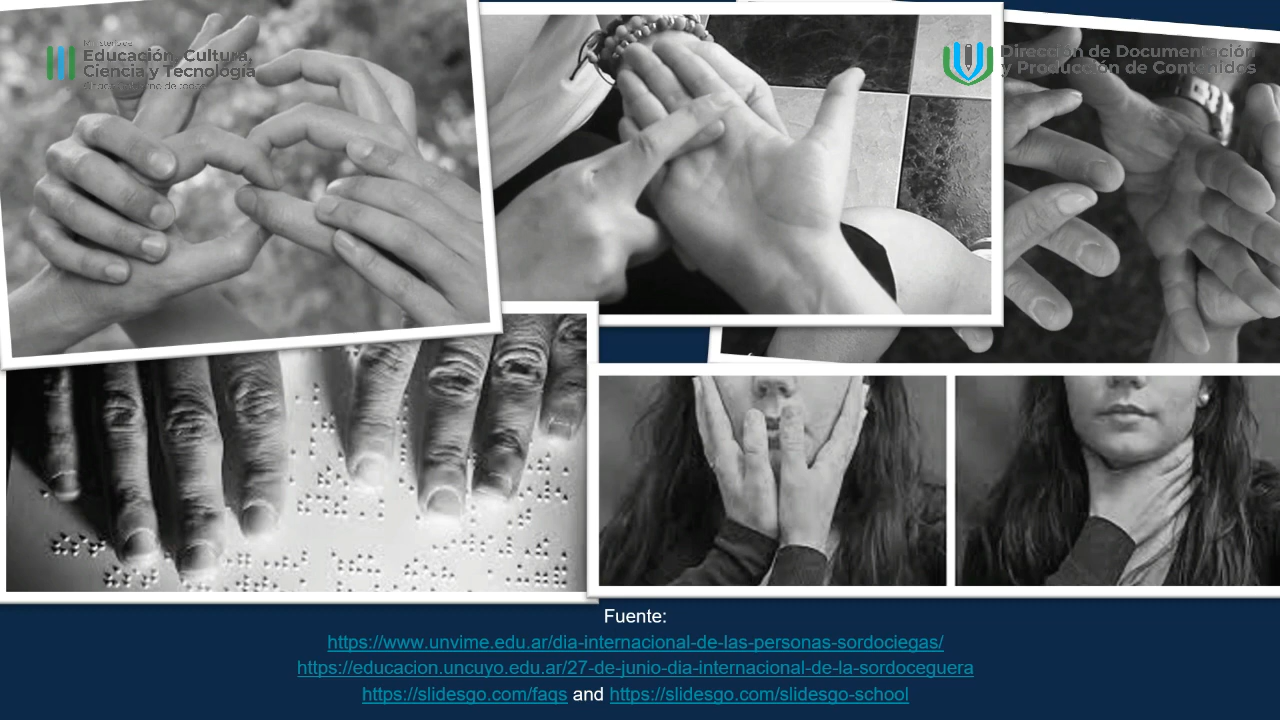 Ministerio de
Educación, Cultura,
Ciencia y Tecnología
Dirección de Documentación
y Producción de Contenidos
Fuente:
https://www.unvime.edu.ar/dia-internacional-de-las-personas-sordociegas/
https://educacion.uncuyo.edu.ar/27-de-junio-dia-internacional-de-la-sordoceguera
https://slidesgo.com/faqs and https://slidesgo.com/slidesgo-school